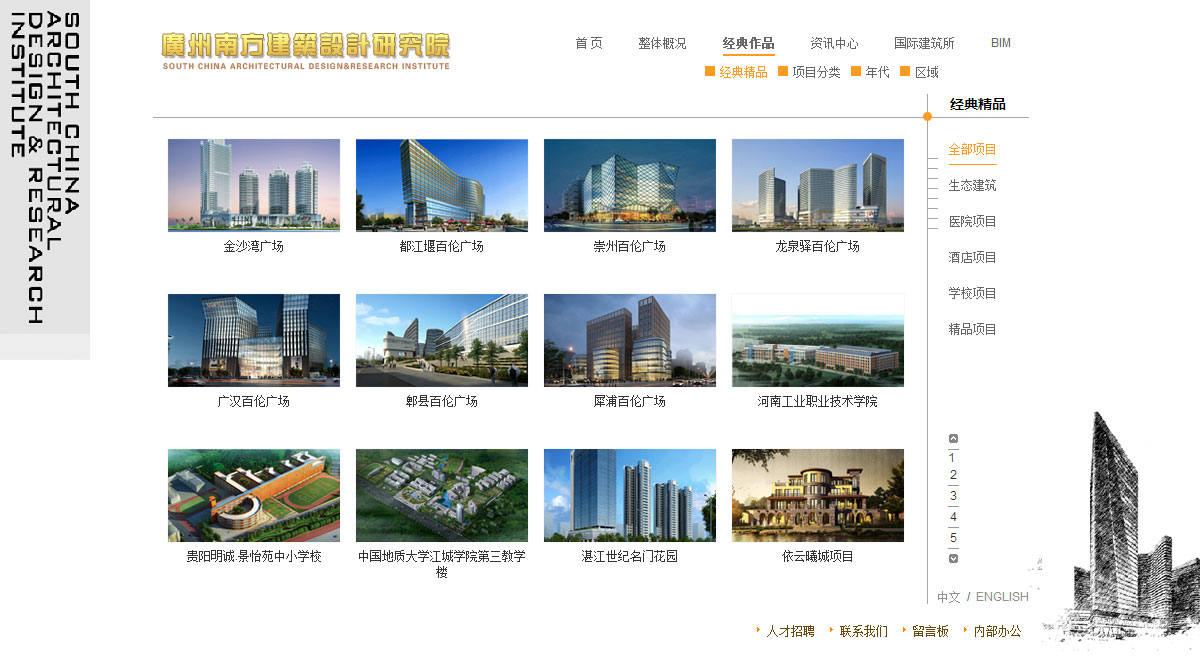 SOUTH CHINA
ARCHITECTURAL
DESIGN & RESEARCH
INSTITUTE
廣州南方建築設計研究院
SOUTH CHINA ARCHITECTURAL DESIGN&RESEARCH INSTITUTE
首 页 整体概况 经典作品 资讯中心 国际建筑所 BIM
经典精品 项目分类 年代 区域
经典精品
全部项目
生态建筑
医院项目
酒店项目
学校项目
精品项目
金沙湾广场 都江堰百伦广场 崇州百伦广场 龙泉驿百伦广场
广汉百伦广场 郫县百伦广场 犀浦百伦广场 河南工业职业技术学院
贵阳明诚.景怡苑中小学校 中国地质大学江城学院第三教学楼 湛江世纪名门花园 依云曦城项目
1
2
3
4
5
中文 / ENGLISH
人才招聘 联系我们 留言板 内部办公